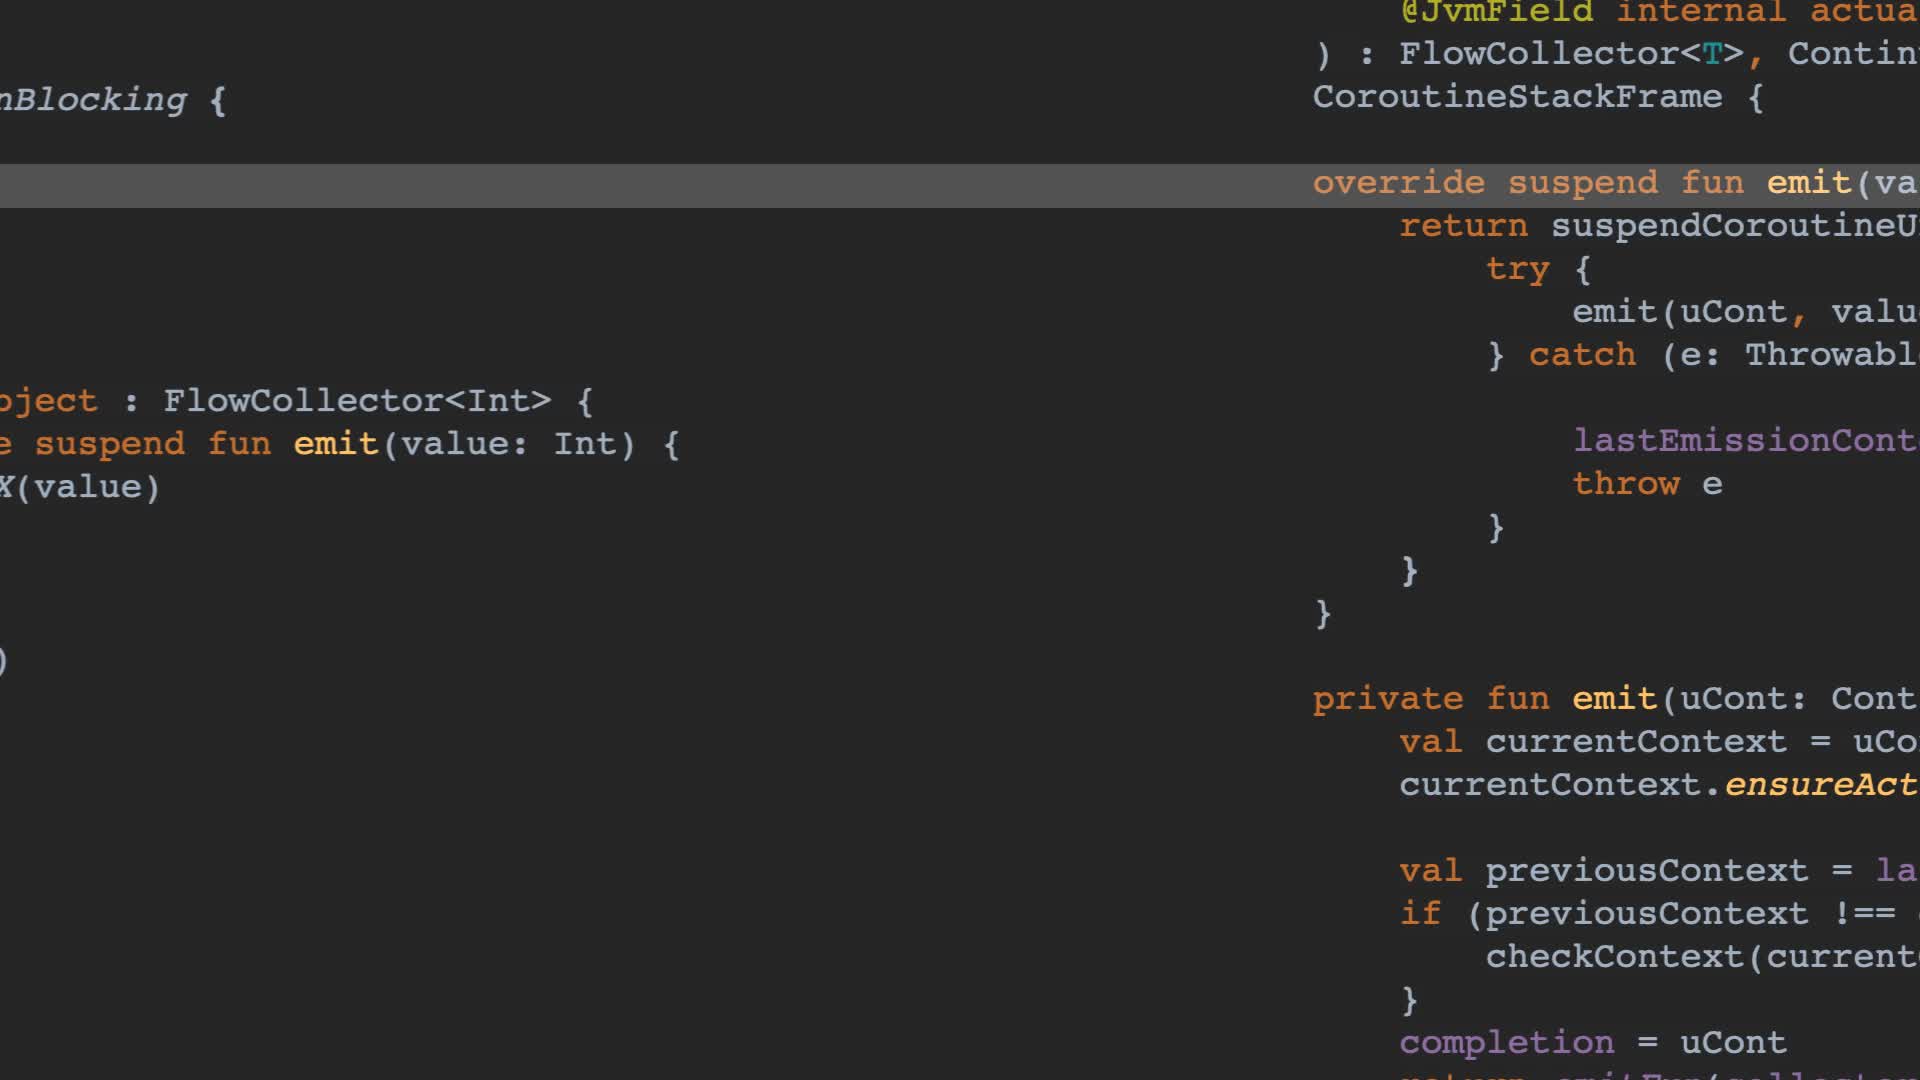 nBlocking {
oject : FlowCollector<Int> {
e suspend fun emit(value: Int) {
X(value)
)
@JvmField internal actua
) : FlowCollector<T>, Contin
CoroutineStackFrame {
override suspend fun emit(va
return suspendCoroutineU
try {
emit(uCont, valu
} catch (e: Throwabl
lastEmissionCont
throw e
}
}
}
private fun emit(uCont: Cont
val currentContext = uCo
currentContext.ensureAct
val previousContext = la
if (previousContext !==
checkContext(current
}
completion = uCont